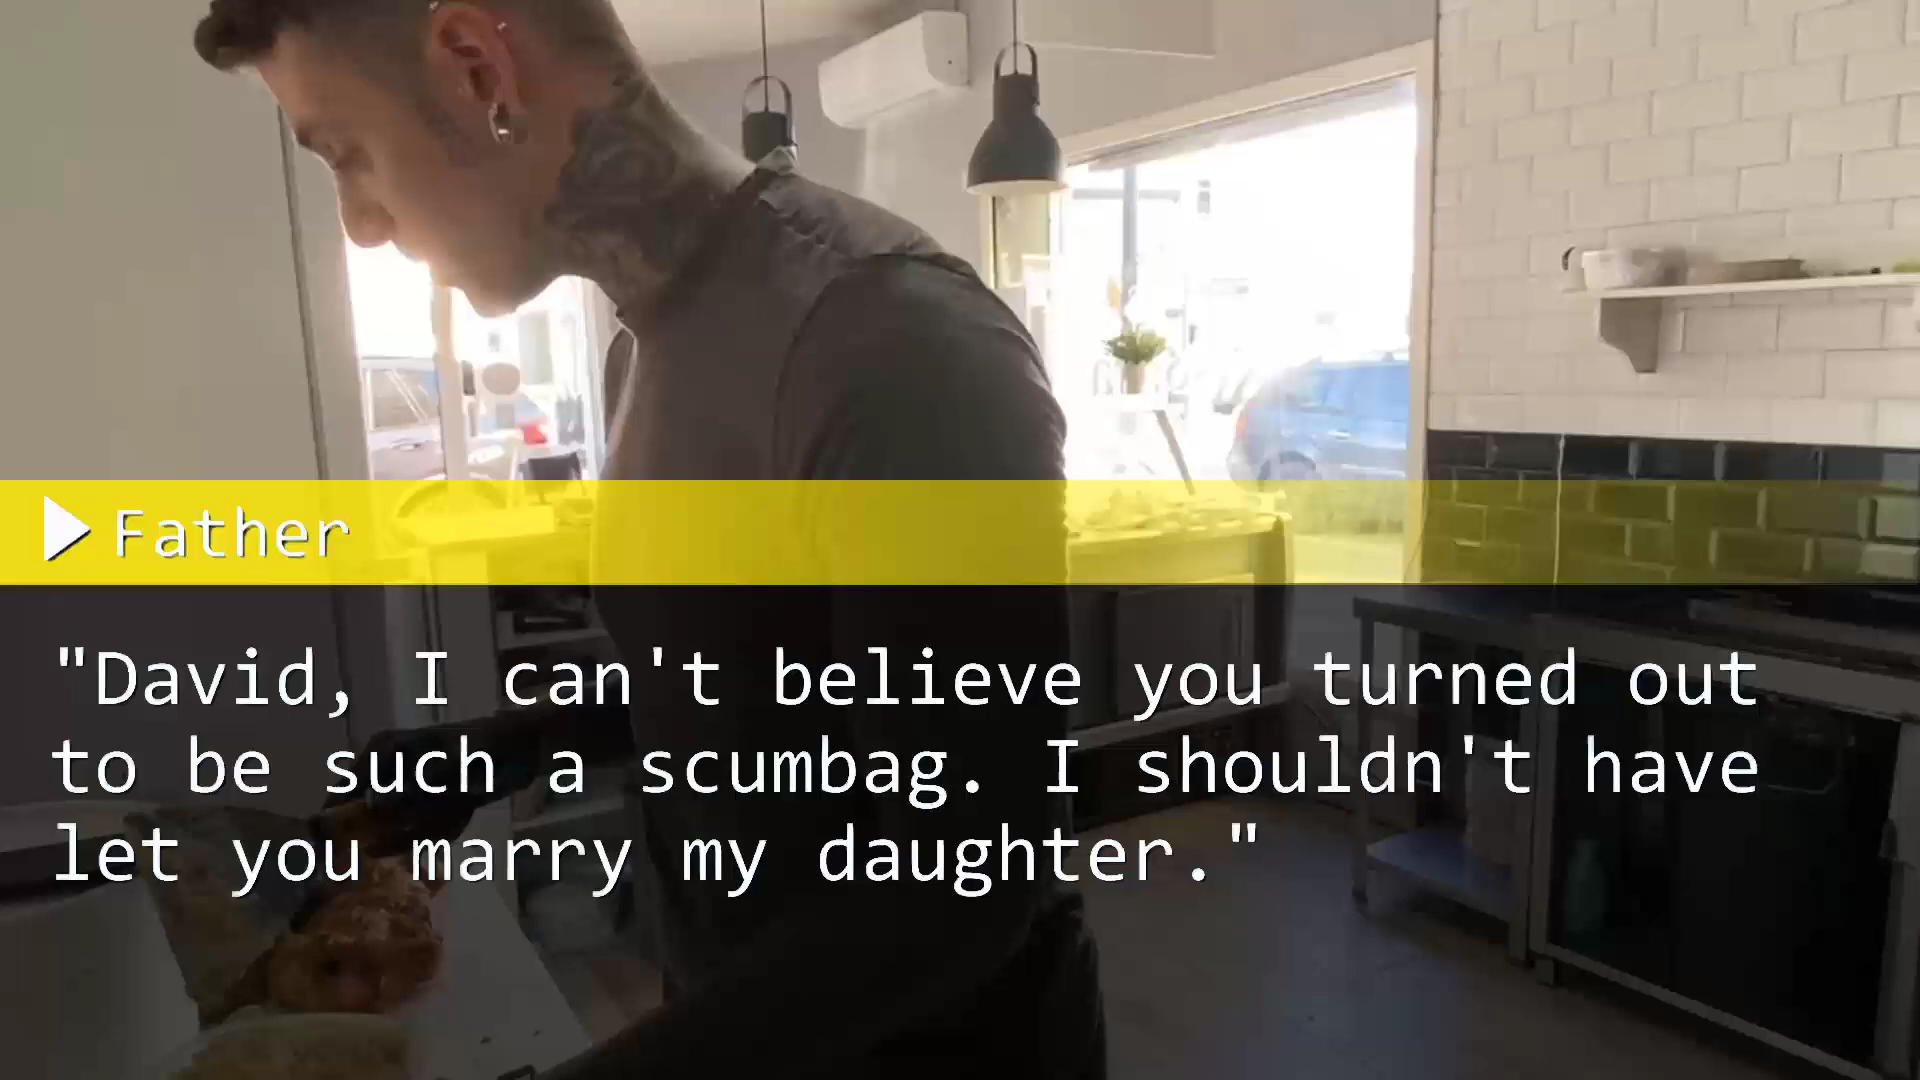 Father
"David, I can't believe you turned out
to be such a scumbag. I shouldn't have
let you marry my daughter."